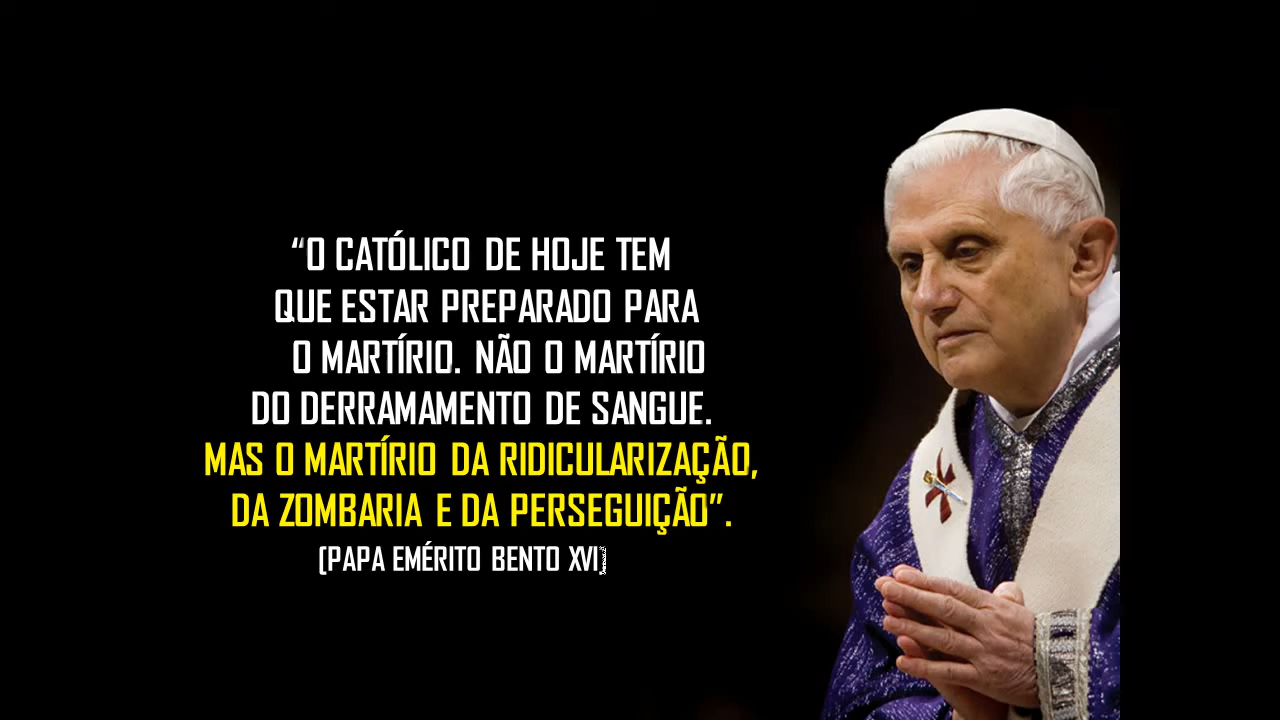 “O CATÓLICO DE HOJE TEM
QUE ESTAR PREPARADO PARA
O MARTÍRIO. NÃO O MARTÍRIO
DO DERRAMAMENTO DE SANGUE.
MAS O MARTÍRIO DA RIDICULARIZAÇÃO,
DA ZOMBARIA E DA PERSEGUIÇÃO”.
(PAPA EMÉRITO BENTO XVI)